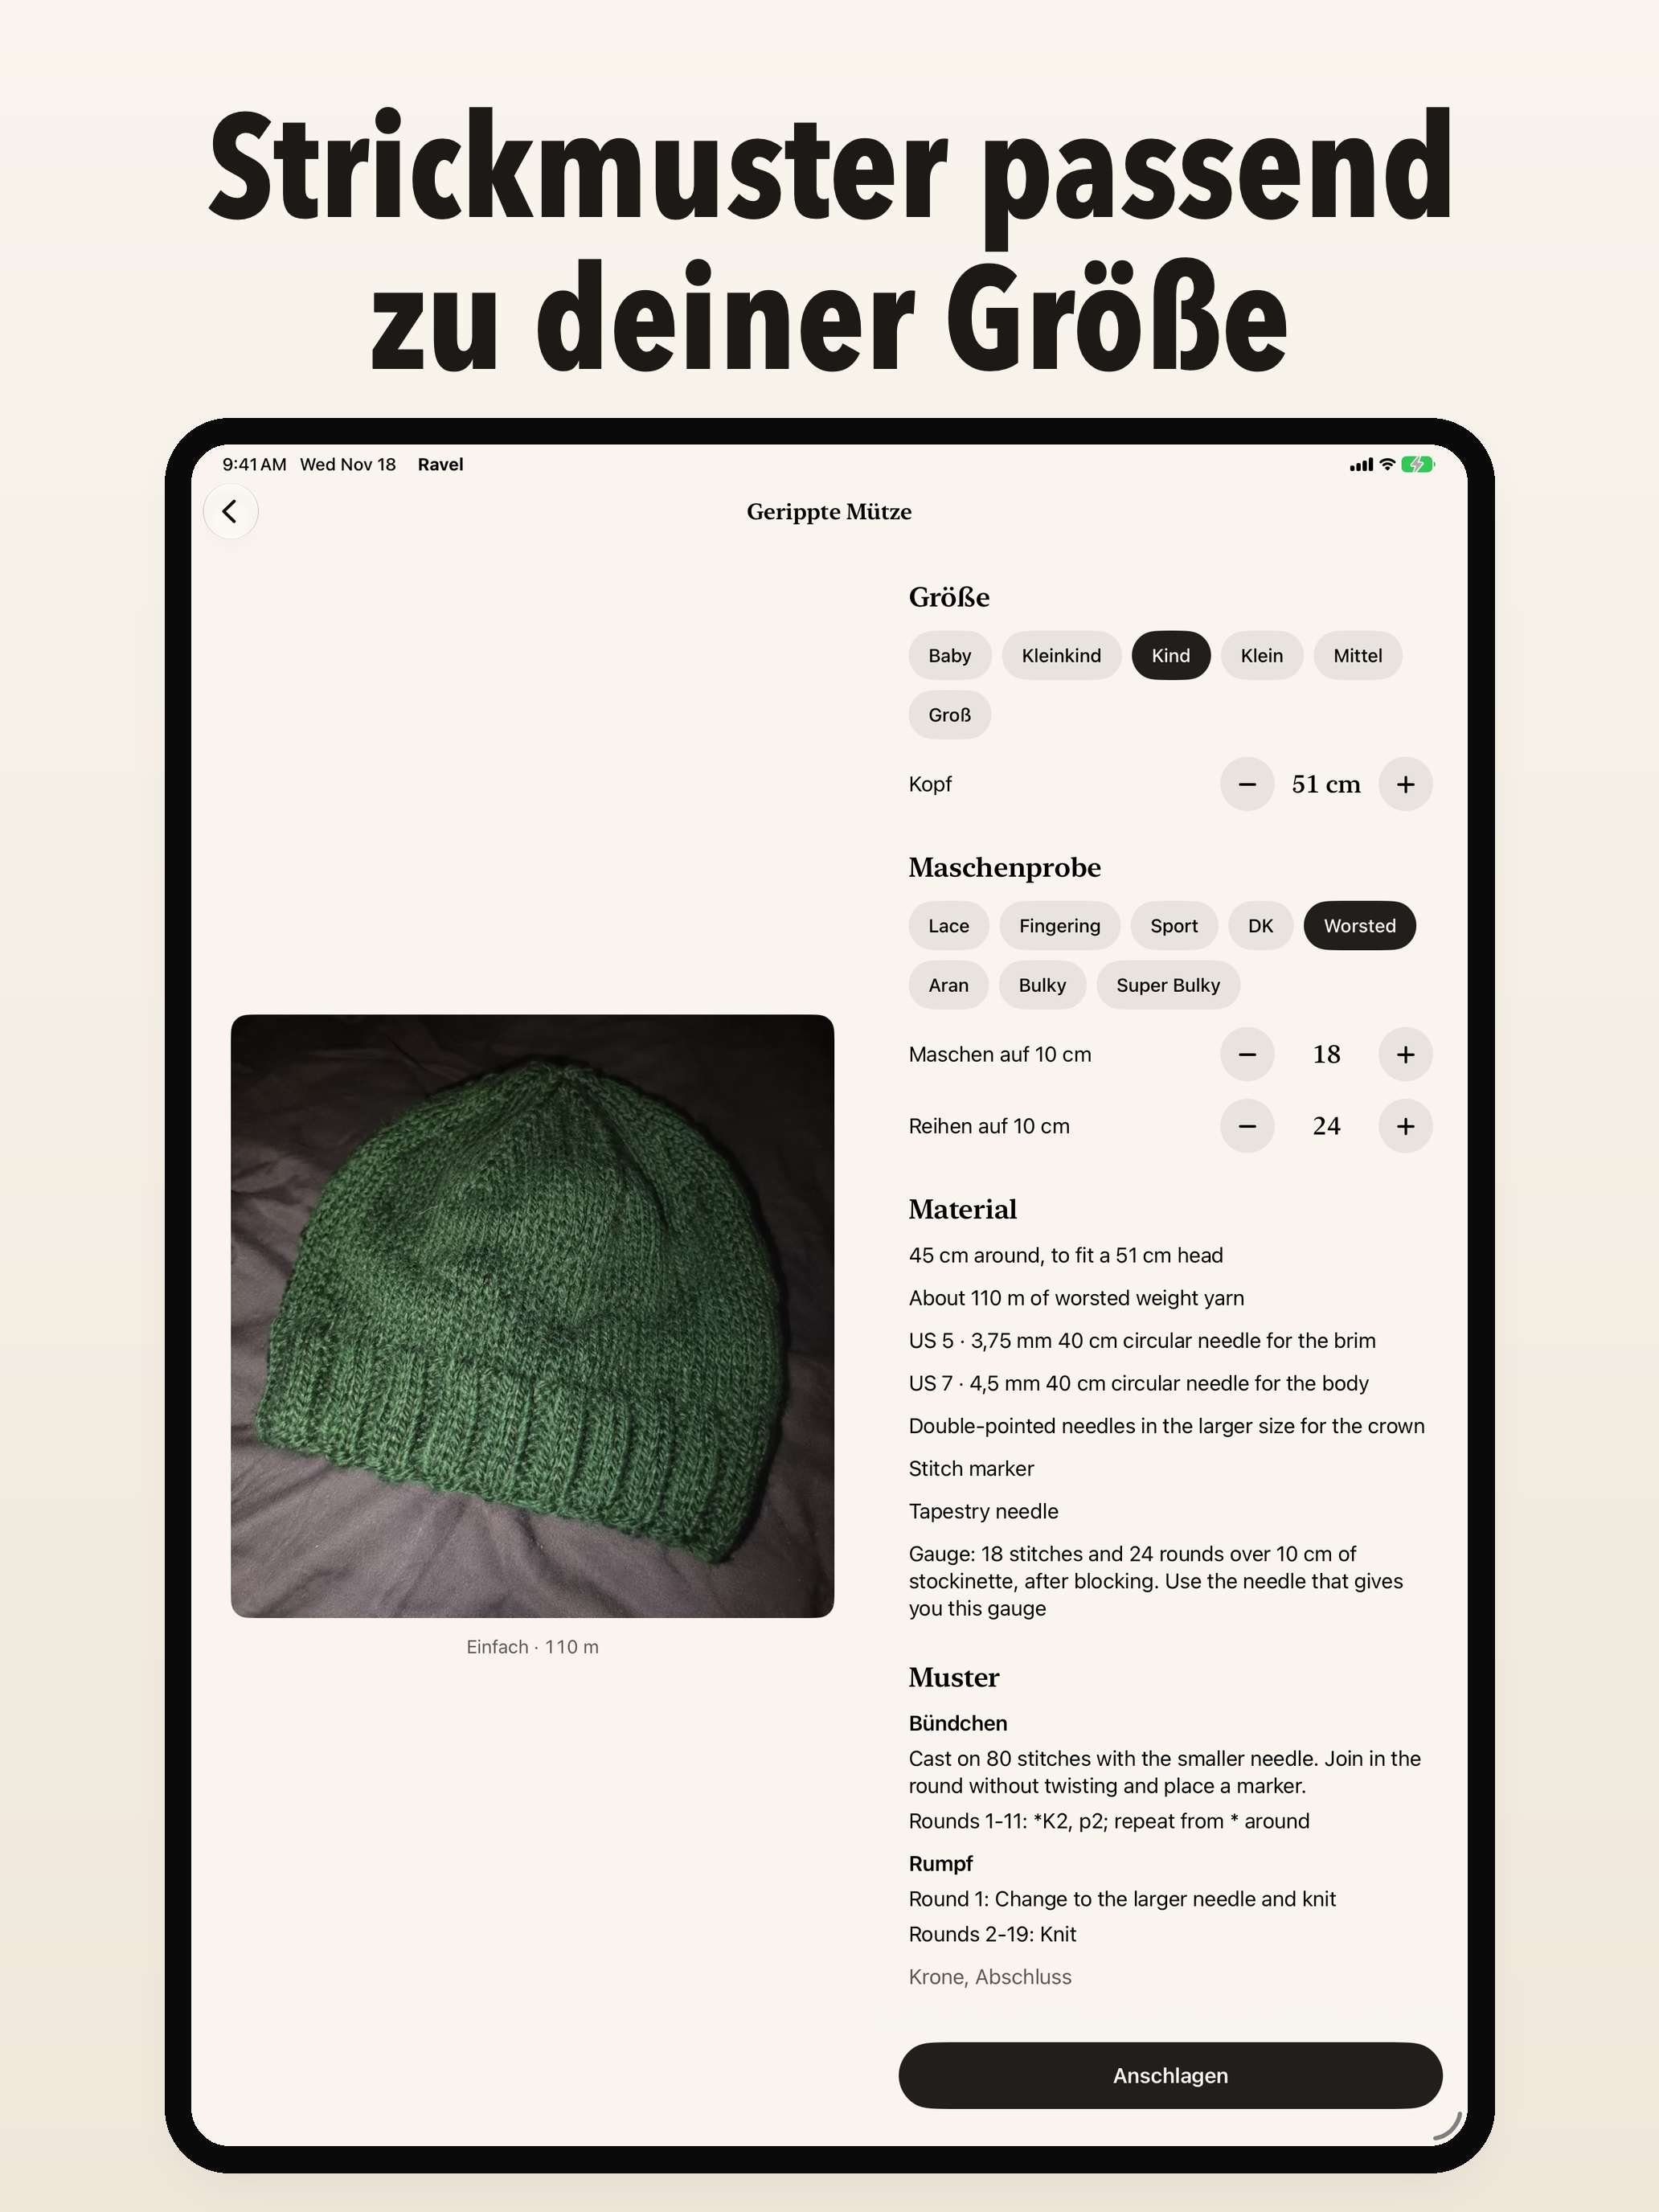 Strickmuster passend
zu deiner Größe
9:41 AM Wed Nov 18 Ravel
Gerippte Mütze
Größe
Baby Kleinkind Kind Klein Mittel
Groß
Kopf − 51 cm +
Maschenprobe
Lace Fingering Sport DK Worsted
Aran Bulky Super Bulky
Maschen auf 10 cm − 18 +
Reihen auf 10 cm − 24 +
Material
45 cm around, to fit a 51 cm head
About 110 m of worsted weight yarn
US 5 · 3,75 mm 40 cm circular needle for the brim
US 7 · 4,5 mm 40 cm circular needle for the body
Double-pointed needles in the larger size for the crown
Stitch marker
Tapestry needle
Gauge: 18 stitches and 24 rounds over 10 cm of
stockinette, after blocking. Use the needle that gives
you this gauge
Einfach · 110 m
Muster
Bündchen
Cast on 80 stitches with the smaller needle. Join in the
round without twisting and place a marker.
Rounds 1-11: *K2, p2; repeat from * around
Rumpf
Round 1: Change to the larger needle and knit
Rounds 2-19: Knit
Krone, Abschluss
Anschlagen